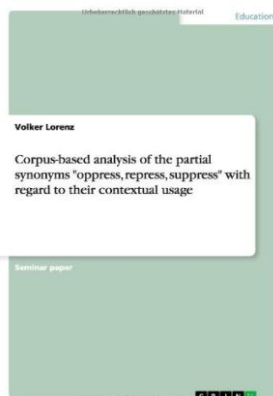 Urheberrechtlich geschütztes Material
Education
Volker Lorenz
Corpus-based analysis of the partial
synonyms "oppress, repress, suppress" with
regard to their contextual usage
Seminar paper